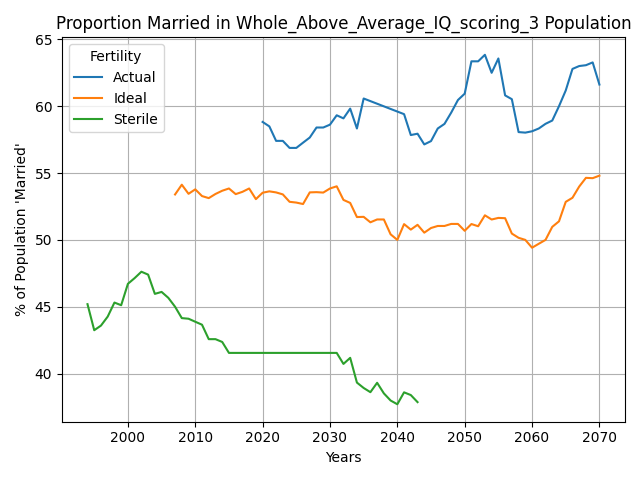 Proportion Married in Whole_Above_Average_IQ_scoring_3 Population
Fertility
Actual
Ideal
Sterile
% of Population 'Married'
65
60
55
50
45
40
2000 2010 2020 2030 2040 2050 2060 2070
Years